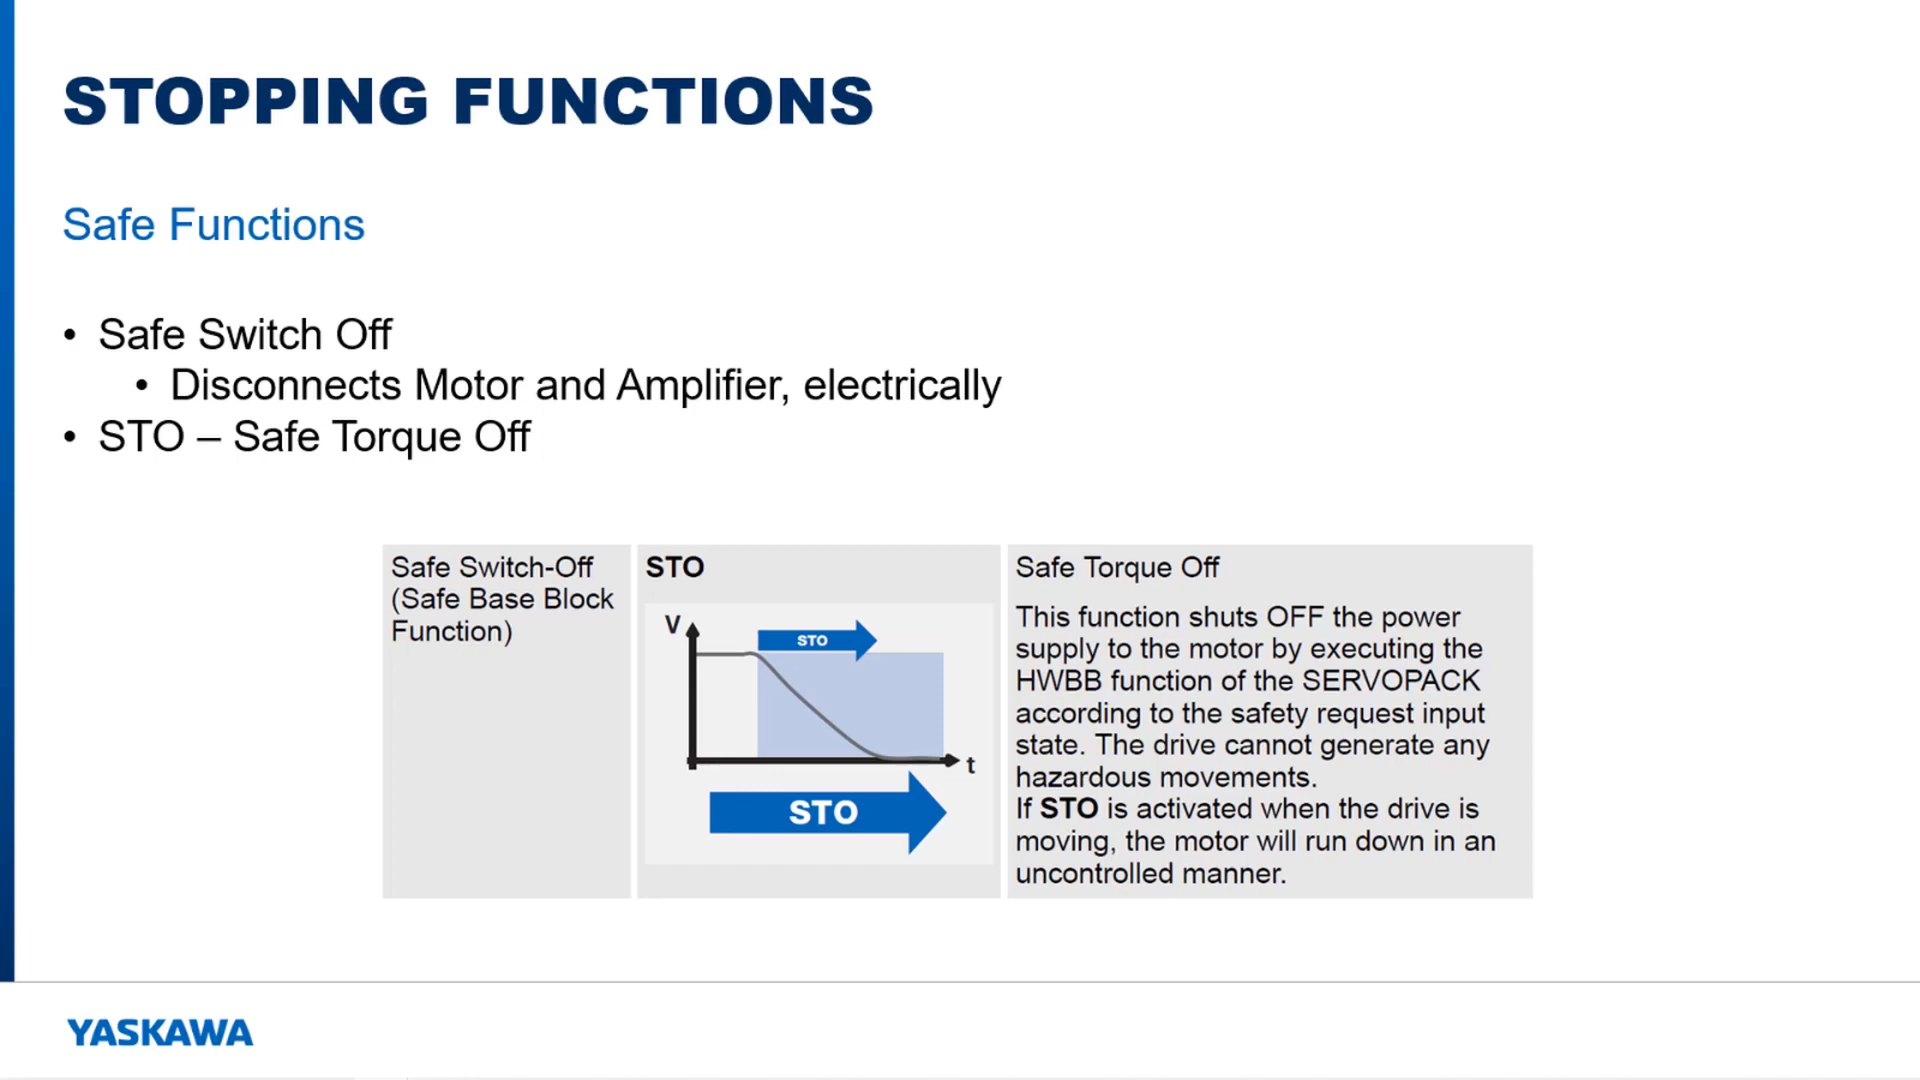 STOPPING FUNCTIONS
Safe Functions
• Safe Switch Off
• Disconnects Motor and Amplifier, electrically
• STO – Safe Torque Off
Safe Switch-Off
(Safe Base Block
Function)
STO
V
STO
t
STO
Safe Torque Off
This function shuts OFF the power
supply to the motor by executing the
HWBB function of the SERVOPACK
according to the safety request input
state. The drive cannot generate any
hazardous movements.
If STO is activated when the drive is
moving, the motor will run down in an
uncontrolled manner.
YASKAWA